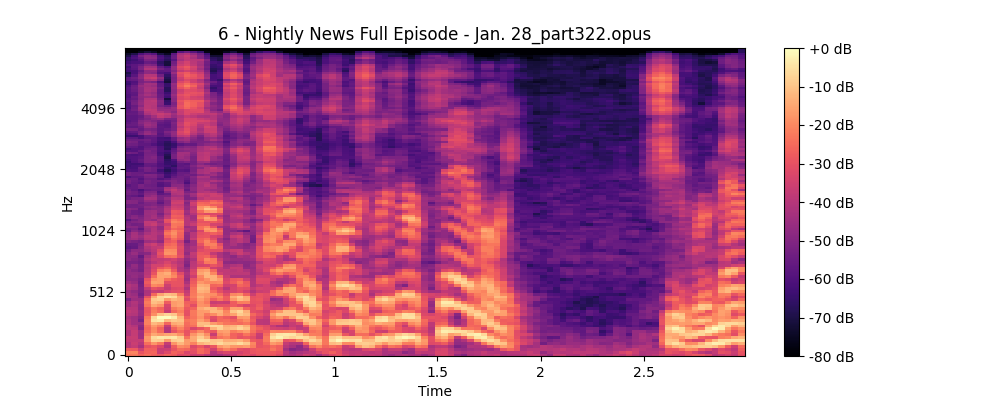 6 - Nightly News Full Episode - Jan. 28_part322.opus
+0 dB
-10 dB
-20 dB
-30 dB
-40 dB
-50 dB
-60 dB
-70 dB
-80 dB
4096
2048
1024
512
0
Hz
0 0.5 1 1.5 2 2.5
Time